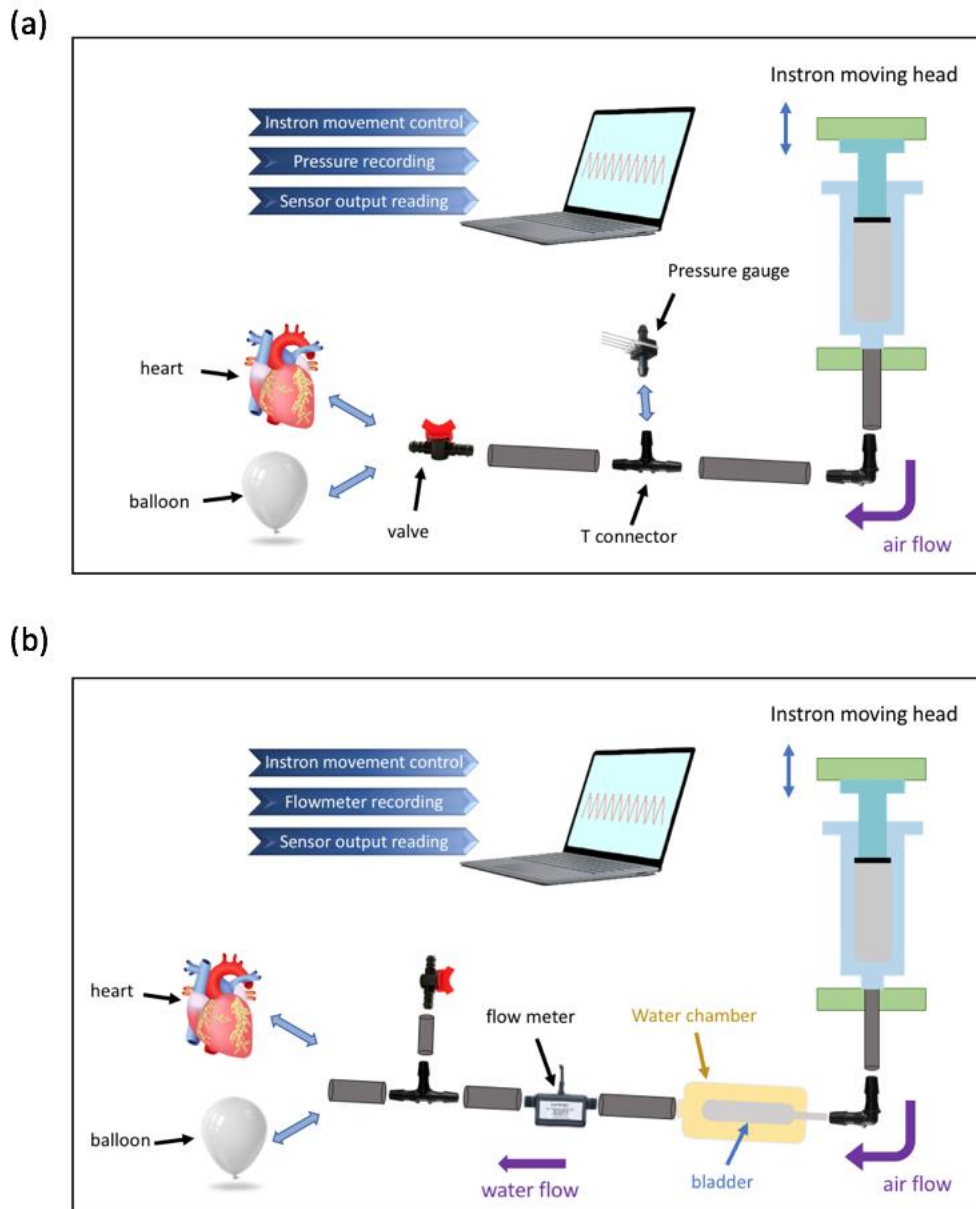 (a)
Instron moving head
Instron movement control
Pressure recording
Sensor output reading
Pressure gauge
heart
balloon
valve
T connector
air flow
(b)
Instron moving head
Instron movement control
Flowmeter recording
Sensor output reading
heart
flow meter
Water chamber
balloon
water flow
bladder
air flow